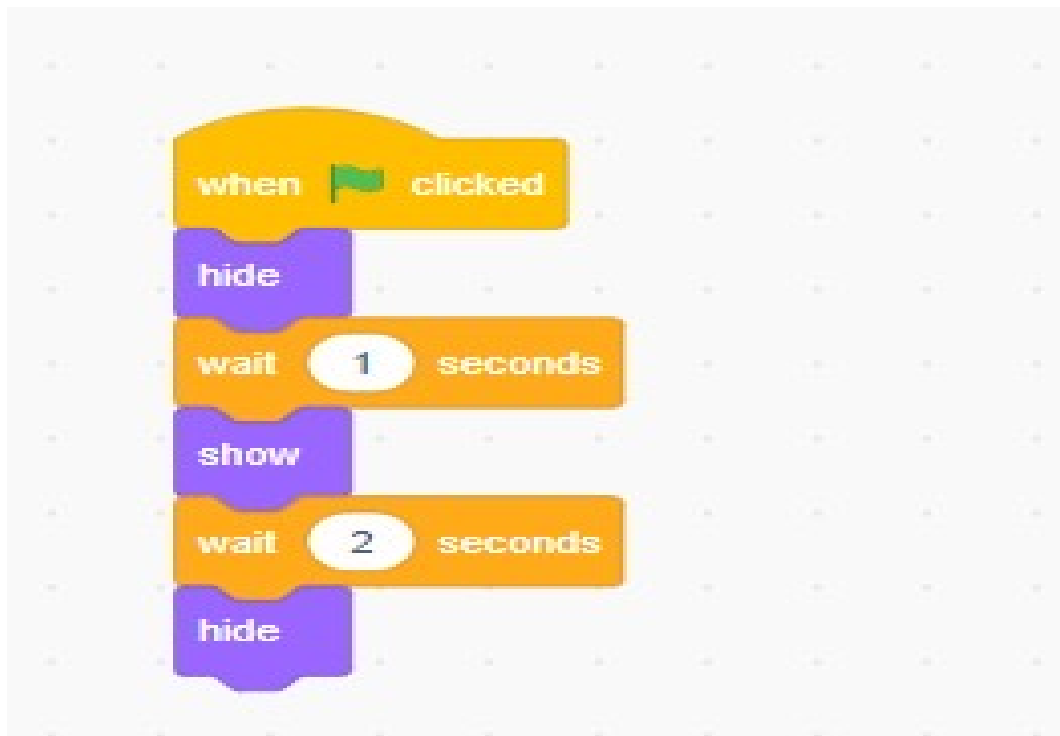 when clicked
hide
wait 1 seconds
show
wait 2 seconds
hide